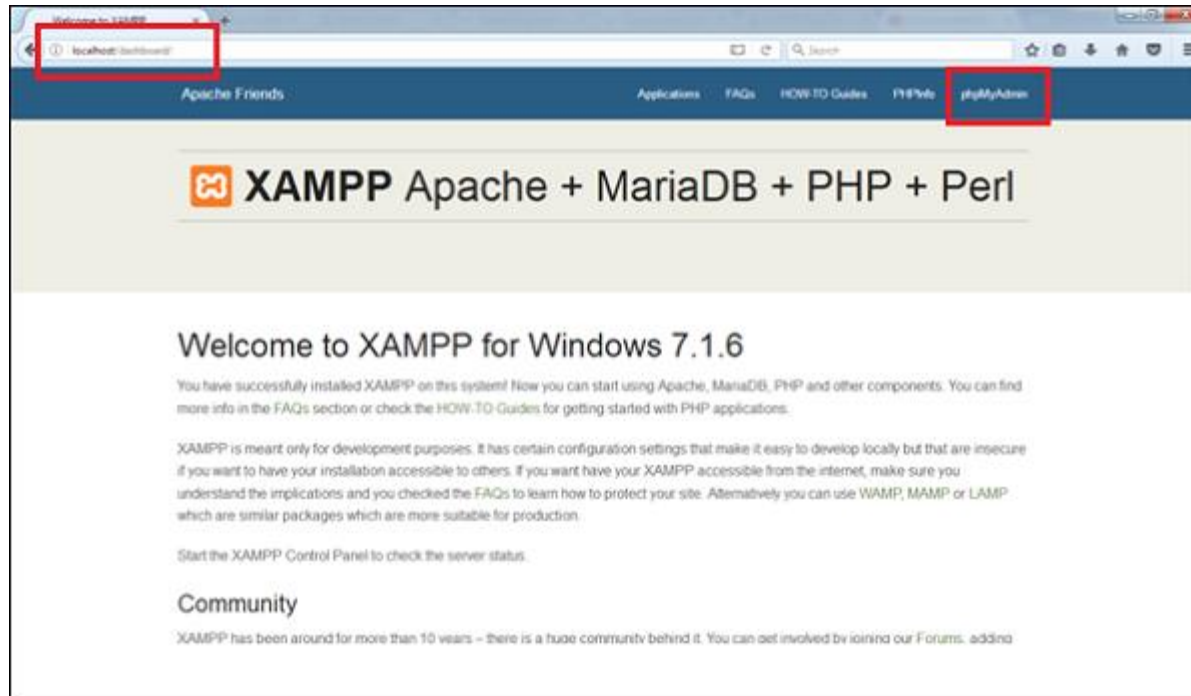 Welcome to XAMPP
localhost/dashboard/
Search
Apache Friends
Applications FAQs HOW-TO Guides PHPInfo phpMyAdmin
XAMPP Apache + MariaDB + PHP + Perl
Welcome to XAMPP for Windows 7.1.6
You have successfully installed XAMPP on this system! Now you can start using Apache, MariaDB, PHP and other components. You can find
more info in the FAQs section or check the HOW-TO Guides for getting started with PHP applications.
XAMPP is meant only for development purposes. It has certain configuration settings that make it easy to develop locally but that are insecure
if you want to have your installation accessible to others. If you want have your XAMPP accessible from the internet, make sure you
understand the implications and you checked the FAQs to learn how to protect your site. Alternatively you can use WAMP, MAMP or LAMP
which are similar packages which are more suitable for production.
Start the XAMPP Control Panel to check the server status.
Community
XAMPP has been around for more than 10 years – there is a huge community behind it. You can get involved by joining our Forums, adding